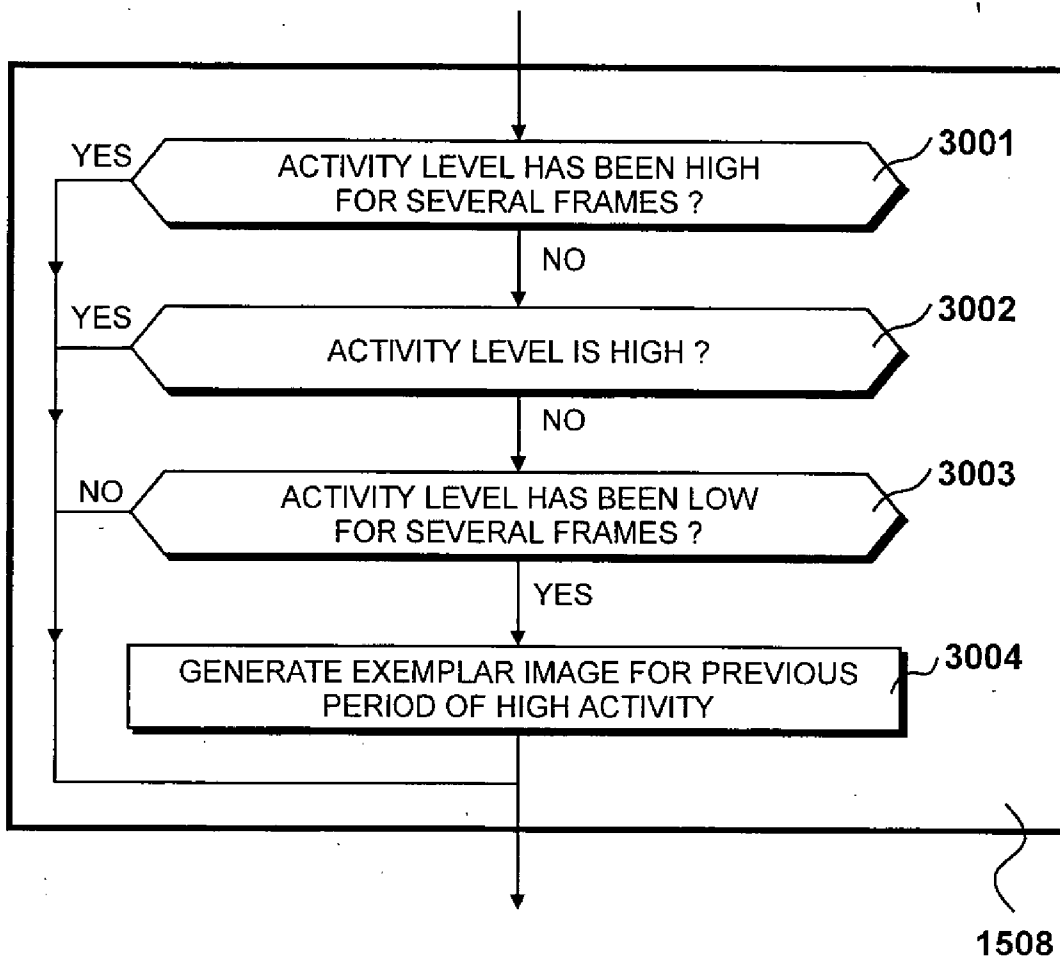 YES
ACTIVITY LEVEL HAS BEEN HIGH
FOR SEVERAL FRAMES ?
3001
NO
YES
ACTIVITY LEVEL IS HIGH ?
3002
NO
NO
ACTIVITY LEVEL HAS BEEN LOW
FOR SEVERAL FRAMES ?
3003
YES
GENERATE EXEMPLAR IMAGE FOR PREVIOUS
PERIOD OF HIGH ACTIVITY
3004
1508